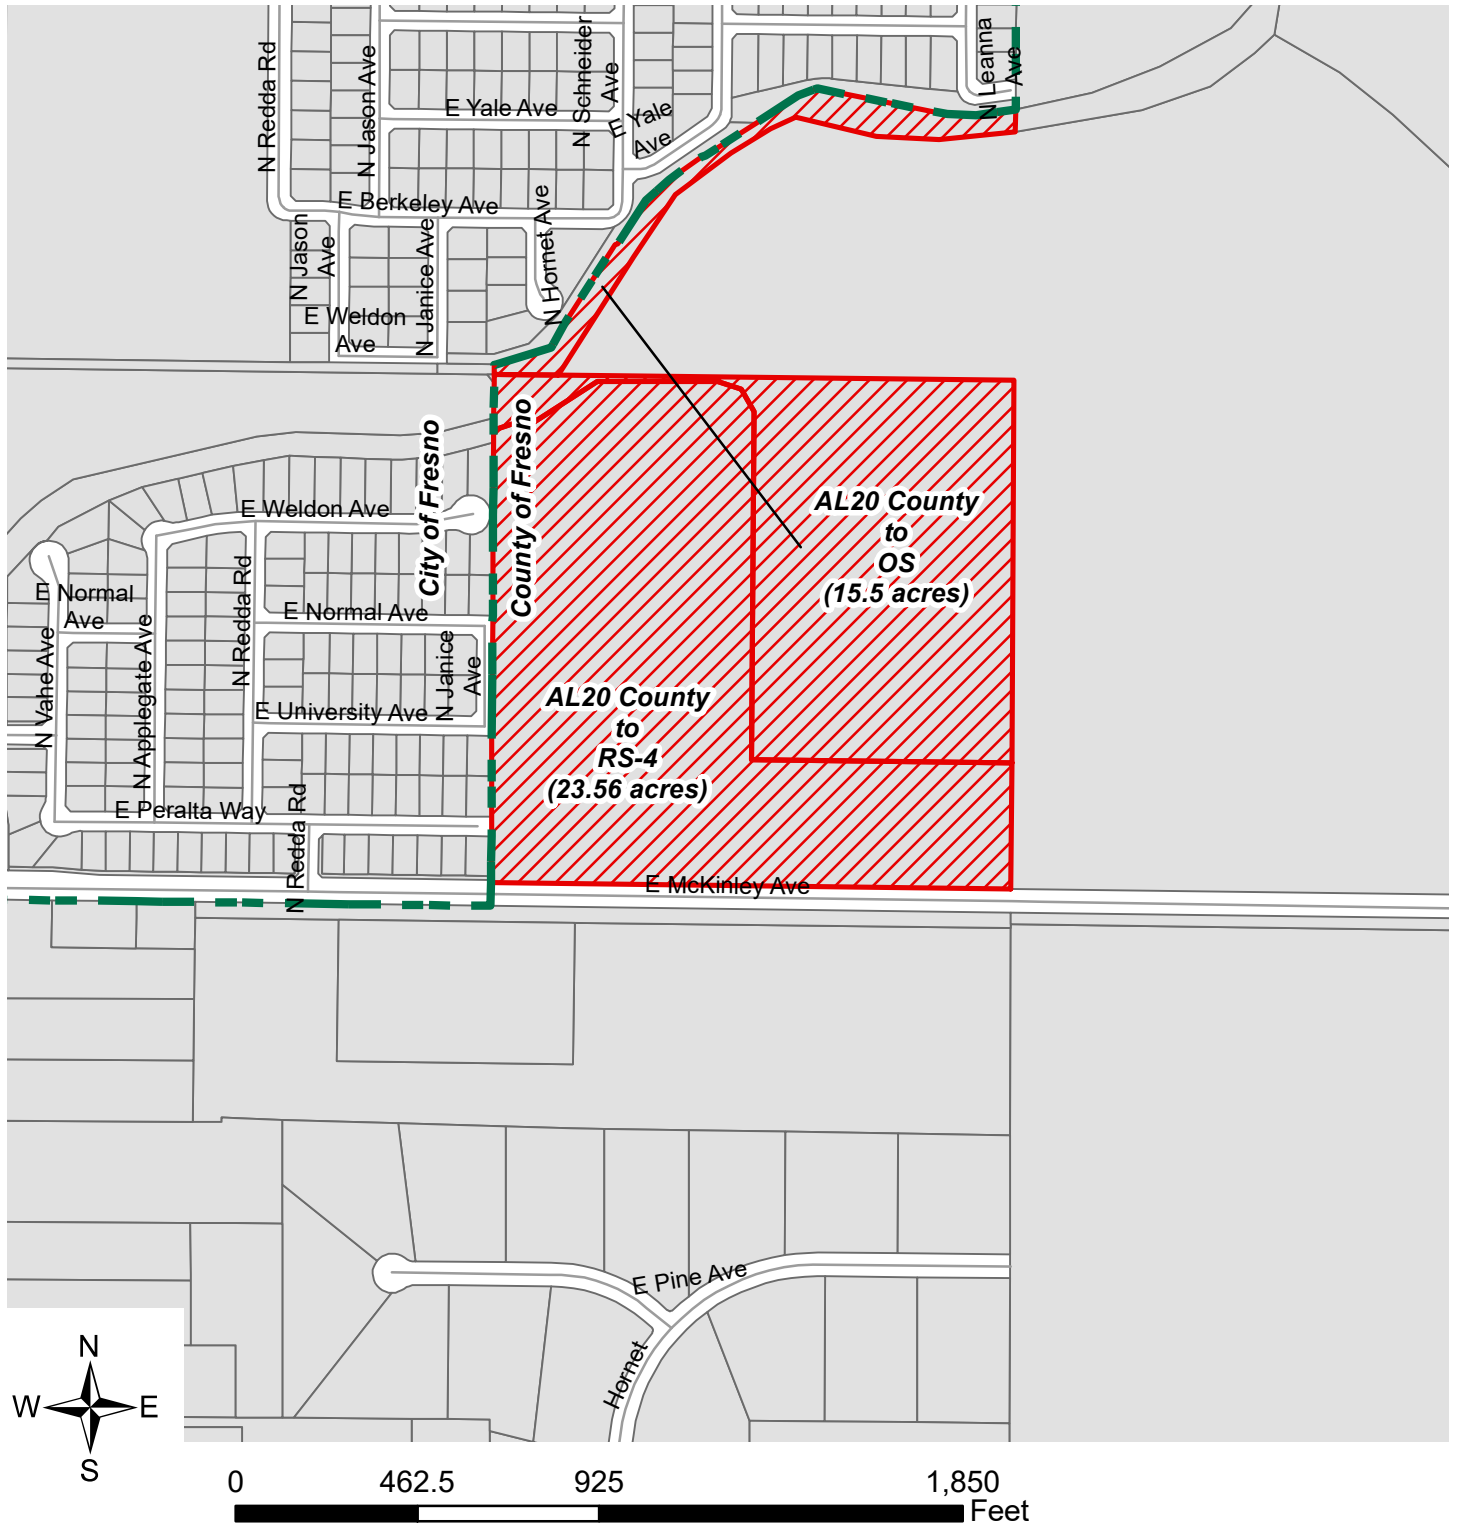 N Leanna
Ave
N Schneider
Ave
N Redda Rd
N Jason Ave
E Yale Ave
E Yale
Ave
E Berkeley Ave
N Hornet Ave
N Jason
Ave
N Janice Ave
E Weldon
Ave
City of Fresno
County of Fresno
E Weldon Ave
AL20 County
to
OS
(15.5 acres)
E Normal
Ave
N Redda Rd
E Normal Ave
N Vahe Ave
N Applegate Ave
N Janice
Ave
E University Ave
AL20 County
to
RS-4
(23.56 acres)
E Peralta Way
N Redda Rd
E McKinley Ave
E Pine Ave
Hornet
N
W E
S
0 462.5 925 1,850
Feet